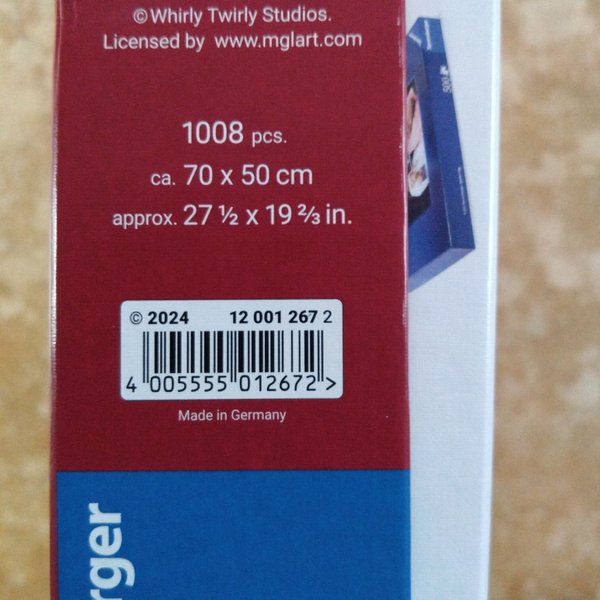 © Whirly Twirly Studios.
Licensed by www.mglart.com
1008 pcs.
ca. 70 x 50 cm
approx. 27 ½ x 19 ⅔ in.
© 2024 12 001 267 2
4 005555 012672 >
Made in Germany
rger
500